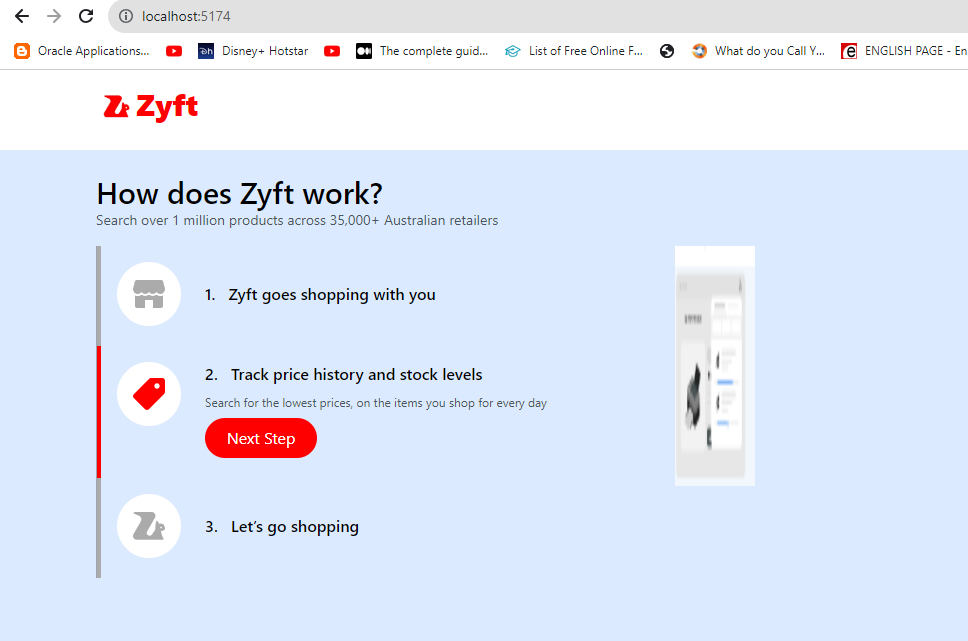 localhost:5174
Oracle Applications... Disney+ Hotstar The complete guid... List of Free Online F... What do you Call Y... ENGLISH PAGE - En
Zyft
How does Zyft work?
Search over 1 million products across 35,000+ Australian retailers
1. Zyft goes shopping with you
2. Track price history and stock levels
Search for the lowest prices, on the items you shop for every day
Next Step
3. Let’s go shopping